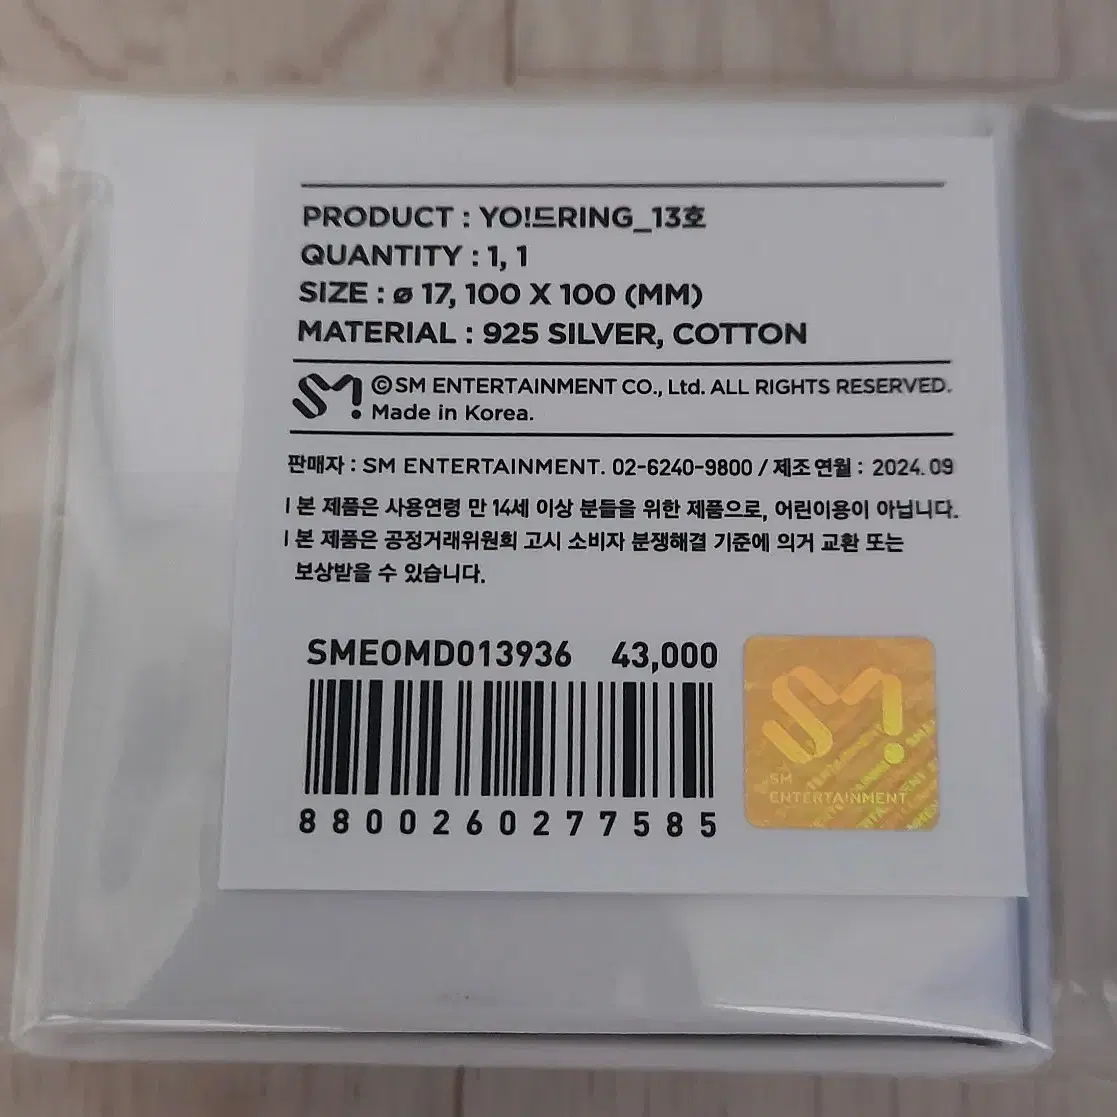 PRODUCT : YO!드RING_13호
QUANTITY : 1, 1
SIZE : ø 17, 100 X 100 (MM)
MATERIAL : 925 SILVER, COTTON
SM! ©SM ENTERTAINMENT CO., Ltd. ALL RIGHTS RESERVED.
Made in Korea.
판매자 : SM ENTERTAINMENT. 02-6240-9800 / 제조연월 : 2024. 09
l 본 제품은 사용연령 만 14세 이상 분들을 위한 제품으로, 어린이용이 아닙니다.
l 본 제품은 공정거래위원회 고시 소비자 분쟁해결 기준에 의거 교환 또는
보상받을 수 있습니다.
SMEOMD013936 43,000
8800260277585
SM!
SM
ENTERTAINMENT